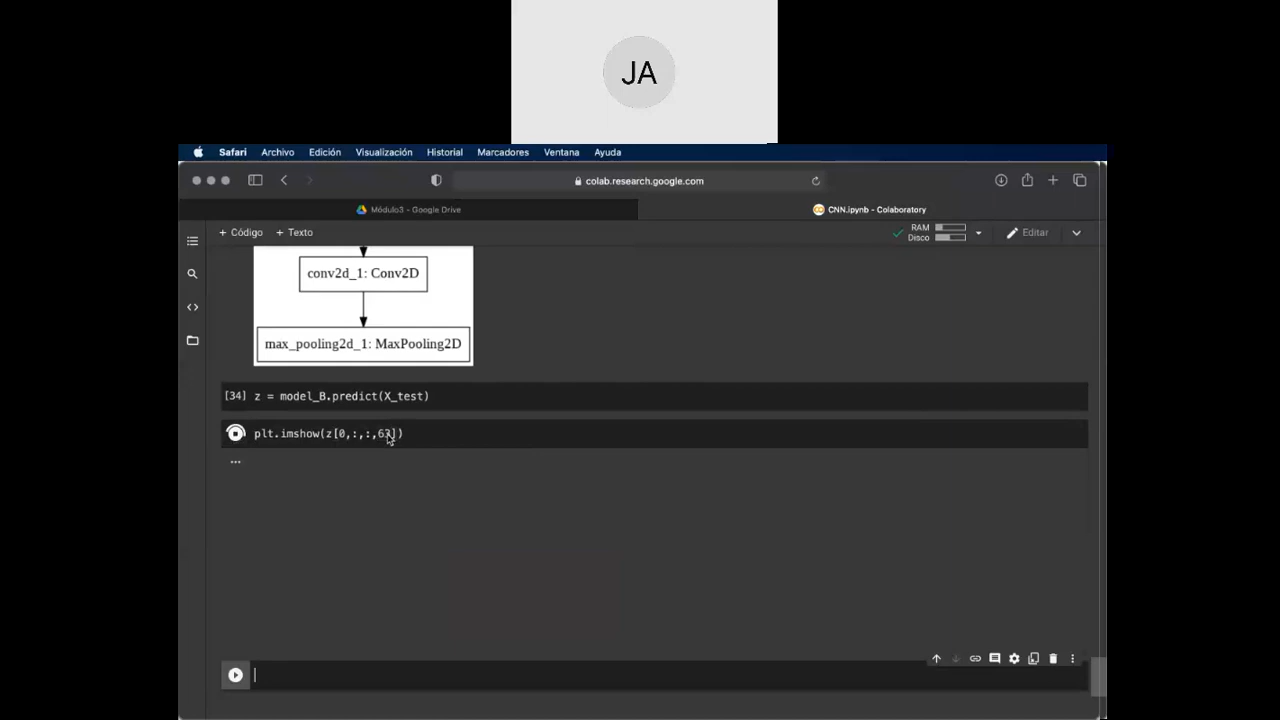 JA
Safari Archivo Edición Visualización Historial Marcadores Ventana Ayuda
colab.research.google.com
Módulo3 - Google Drive
CNN.ipynb - Colaboratory
+ Código + Texto
RAM
Disco
Editar
conv2d_1: Conv2D
max_pooling2d_1: MaxPooling2D
[34] z = model_B.predict(X_test)
plt.imshow(z[0,:,:,63])
...